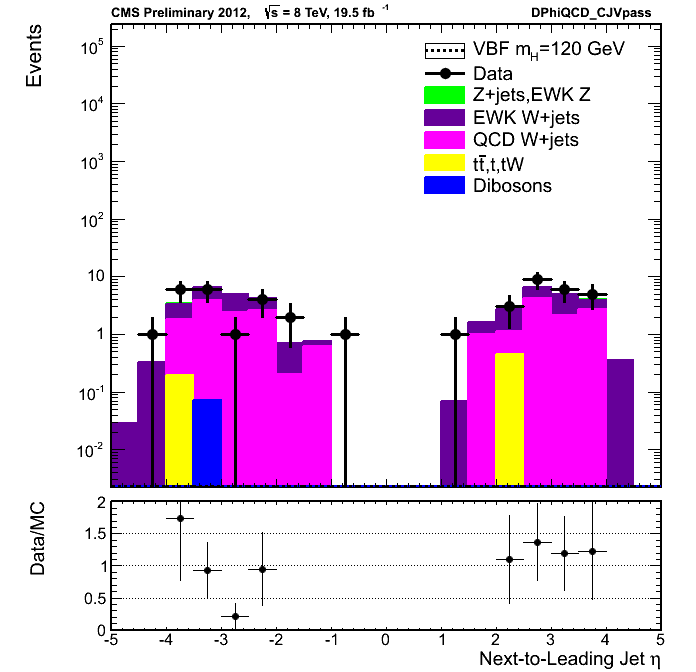 CMS Preliminary 2012, √s = 8 TeV, 19.5 fb⁻¹ DPhiQCD_CJVpass
Events
VBF m_H=120 GeV
Data
Z+jets,EWK Z
EWK W+jets
QCD W+jets
tt̄,t,tW
Dibosons
10⁵
10⁴
10³
10²
10
1
10⁻¹
10⁻²
Data/MC
2
1.5
1
0.5
0
-5 -4 -3 -2 -1 0 1 2 3 4 5
Next-to-Leading Jet η